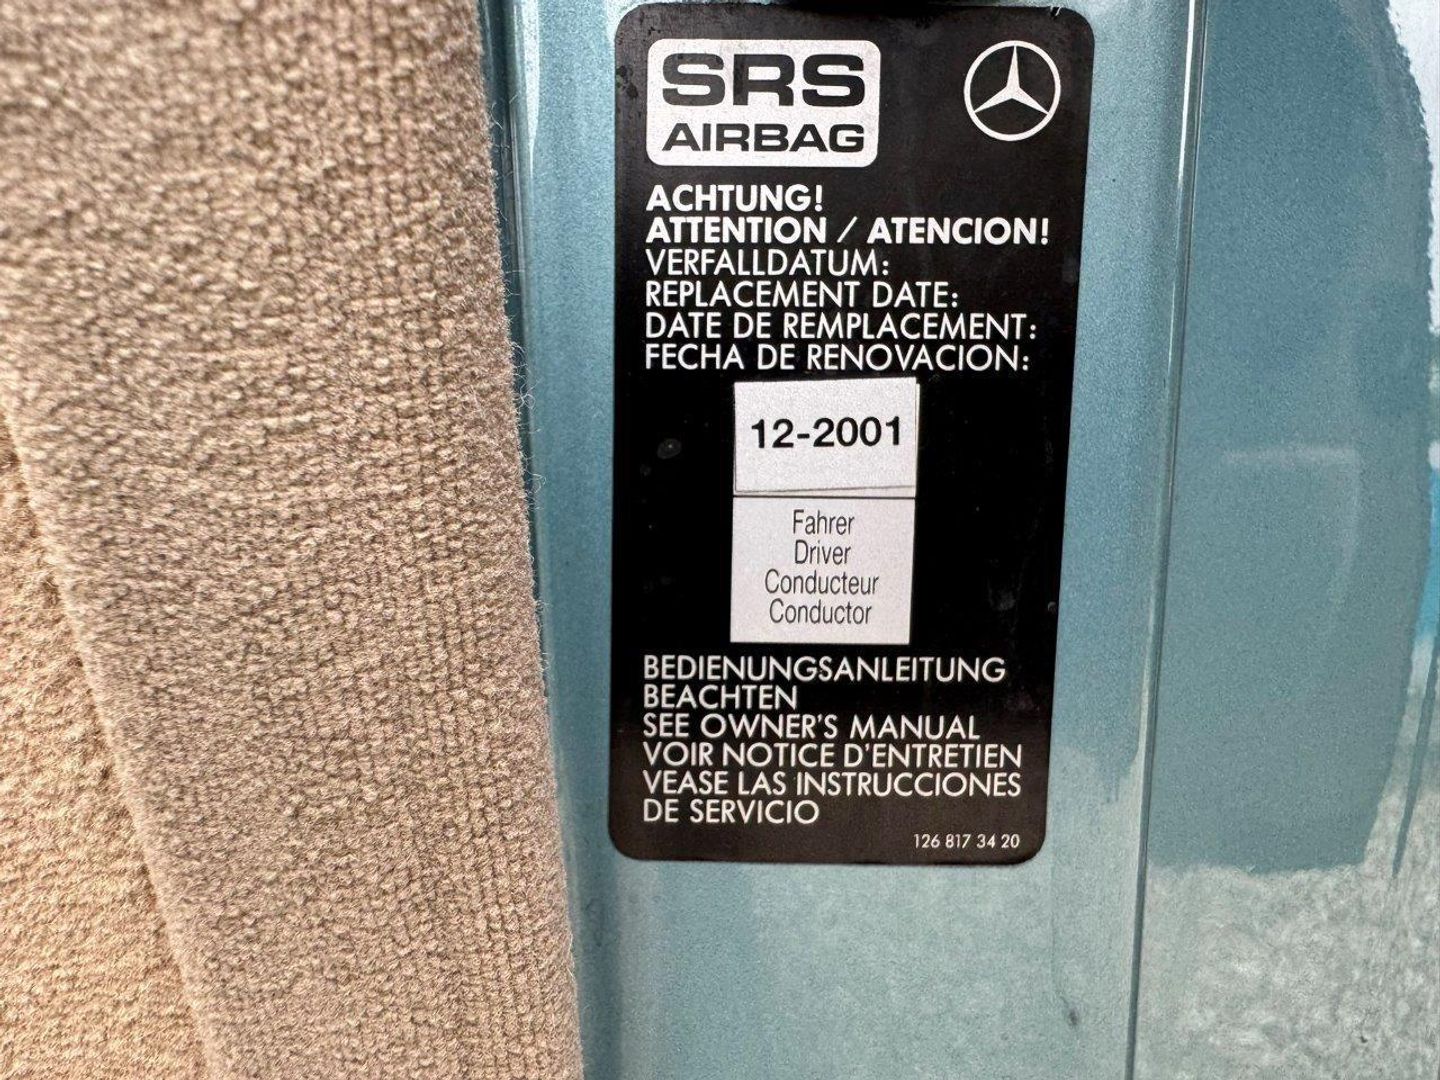 SRS
AIRBAG
ACHTUNG!
ATTENTION / ATENCION!
VERFALLDATUM:
REPLACEMENT DATE:
DATE DE REMPLACEMENT:
FECHA DE RENOVACION:
12-2001
Fahrer
Driver
Conducteur
Conductor
BEDIENUNGSANLEITUNG
BEACHTEN
SEE OWNER'S MANUAL
VOIR NOTICE D'ENTRETIEN
VEASE LAS INSTRUCCIONES
DE SERVICIO
126 817 34 20